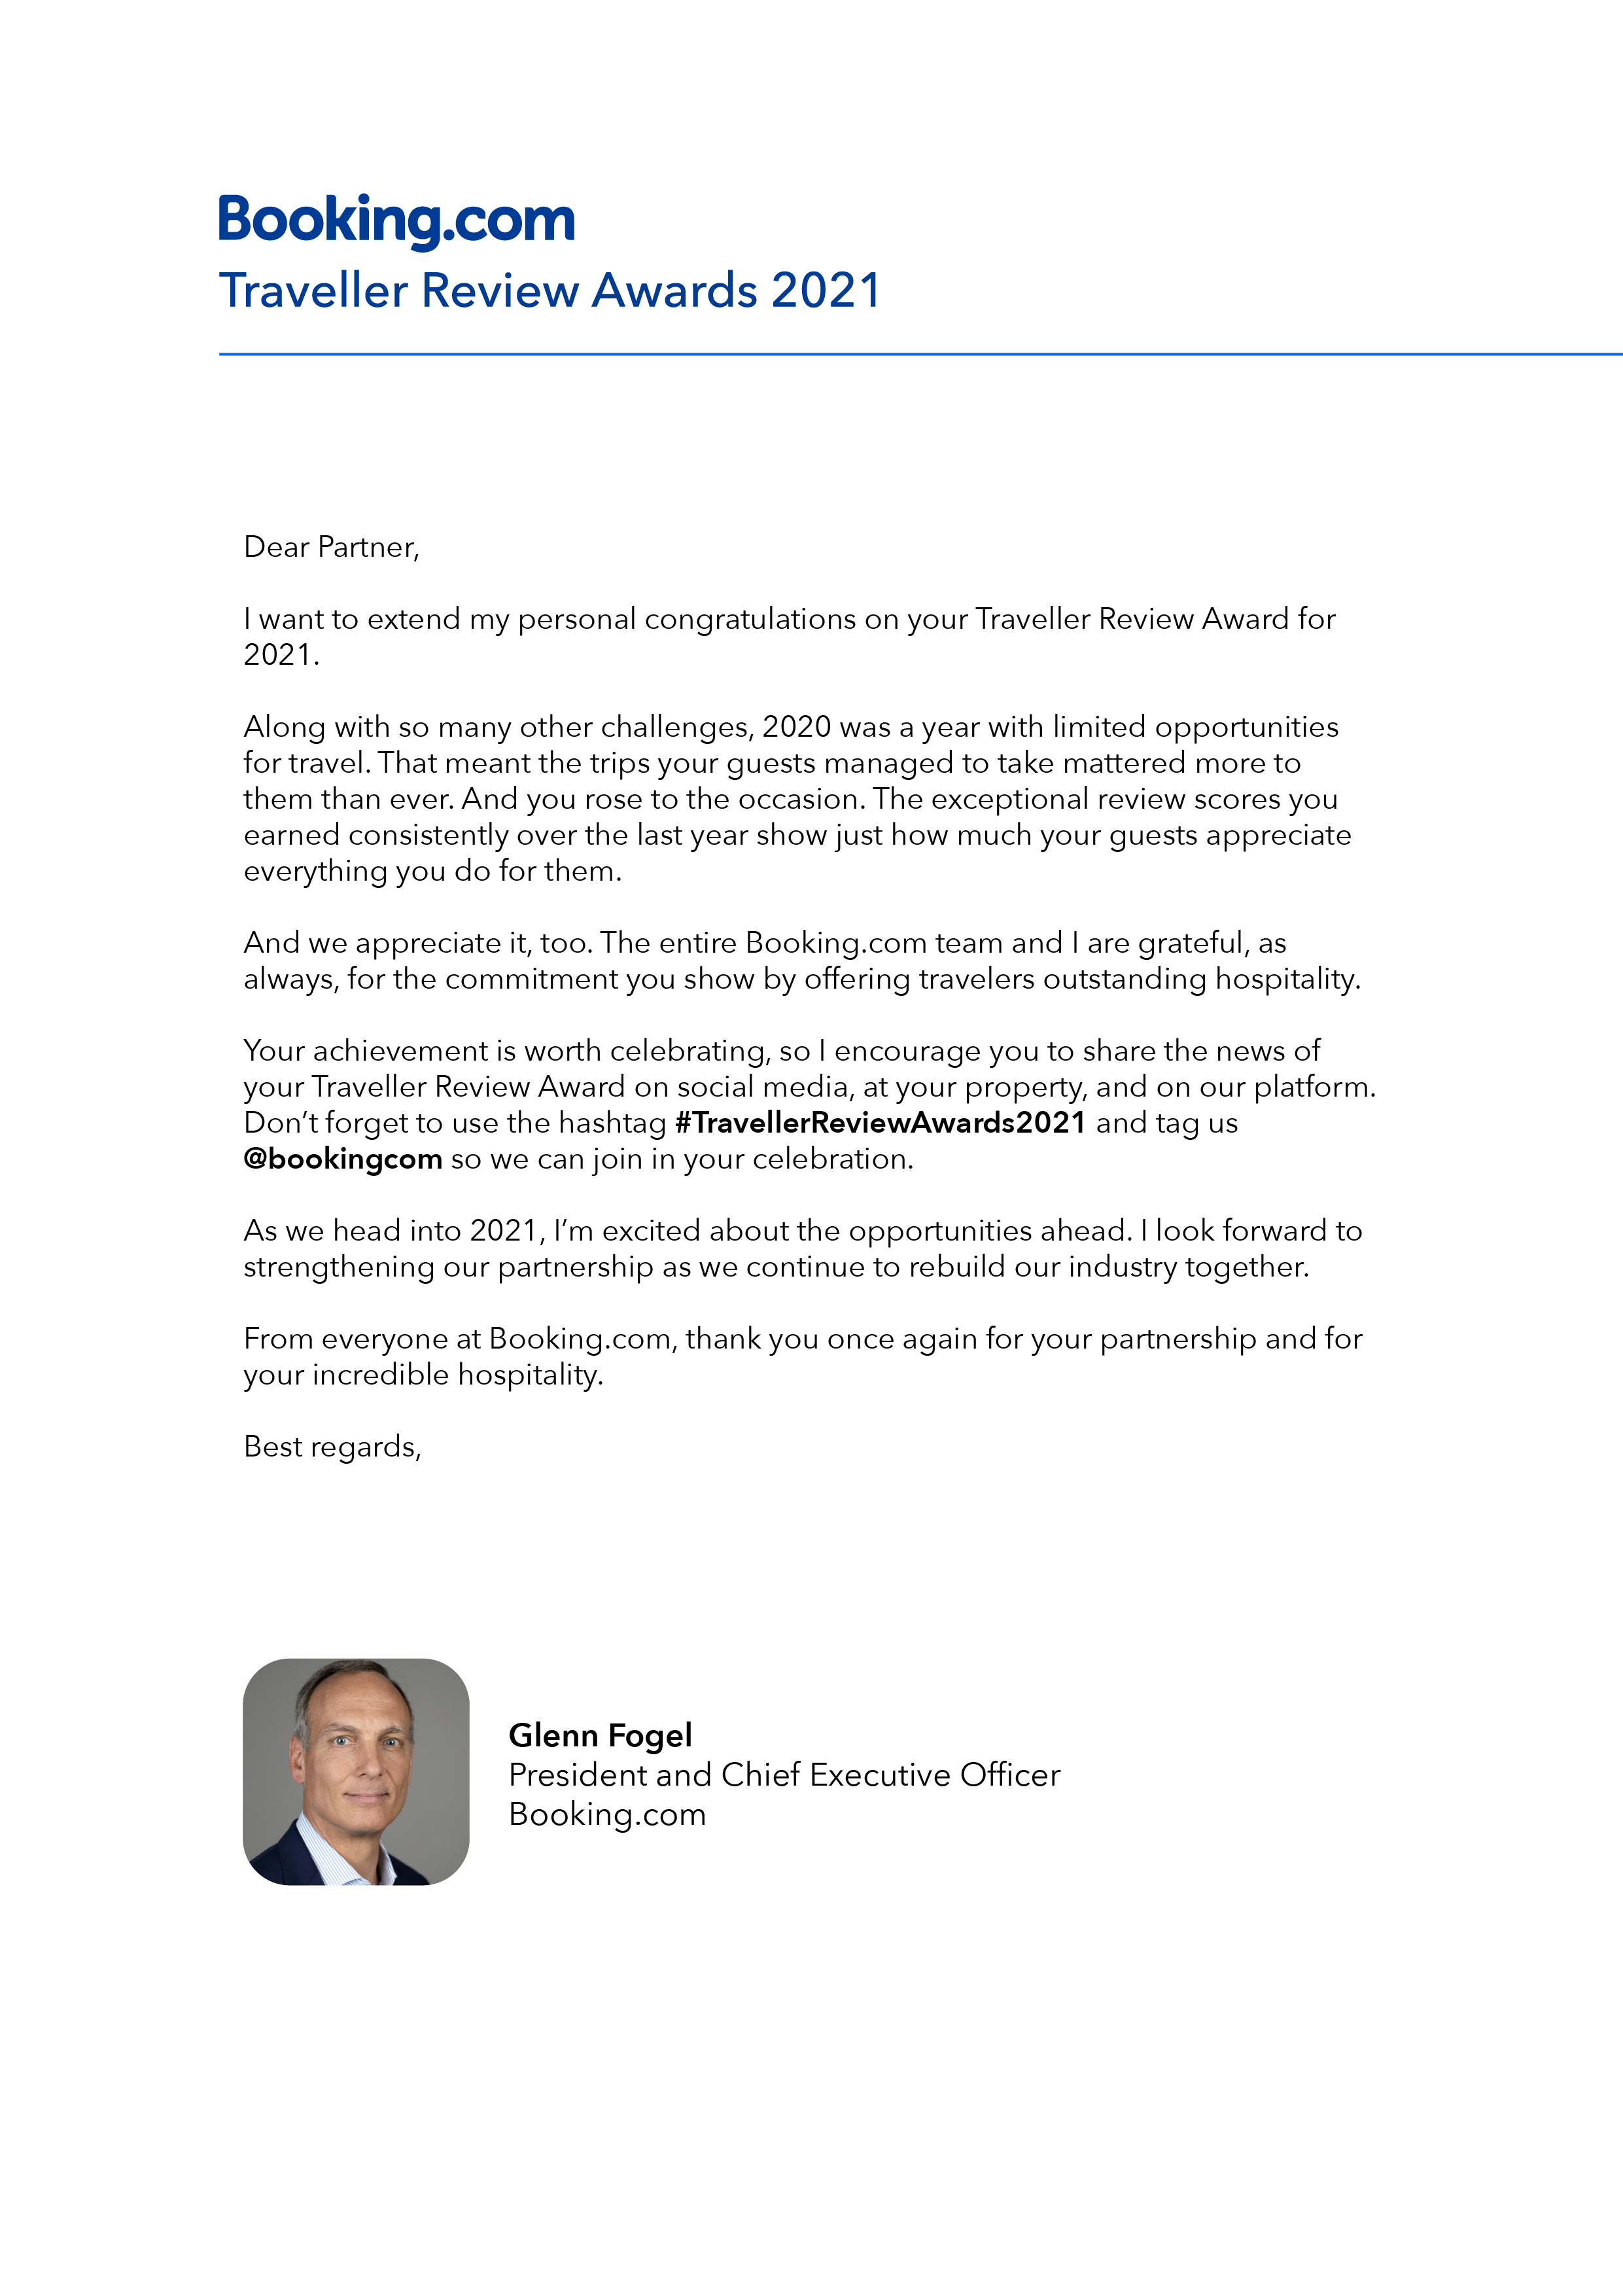 Booking.com
Traveller Review Awards 2021
Dear Partner,
I want to extend my personal congratulations on your Traveller Review Award for
2021.
Along with so many other challenges, 2020 was a year with limited opportunities
for travel. That meant the trips your guests managed to take mattered more to
them than ever. And you rose to the occasion. The exceptional review scores you
earned consistently over the last year show just how much your guests appreciate
everything you do for them.
And we appreciate it, too. The entire Booking.com team and I are grateful, as
always, for the commitment you show by offering travelers outstanding hospitality.
Your achievement is worth celebrating, so I encourage you to share the news of
your Traveller Review Award on social media, at your property, and on our platform.
Don’t forget to use the hashtag #TravellerReviewAwards2021 and tag us
@bookingcom so we can join in your celebration.
As we head into 2021, I’m excited about the opportunities ahead. I look forward to
strengthening our partnership as we continue to rebuild our industry together.
From everyone at Booking.com, thank you once again for your partnership and for
your incredible hospitality.
Best regards,
Glenn Fogel
President and Chief Executive Officer
Booking.com